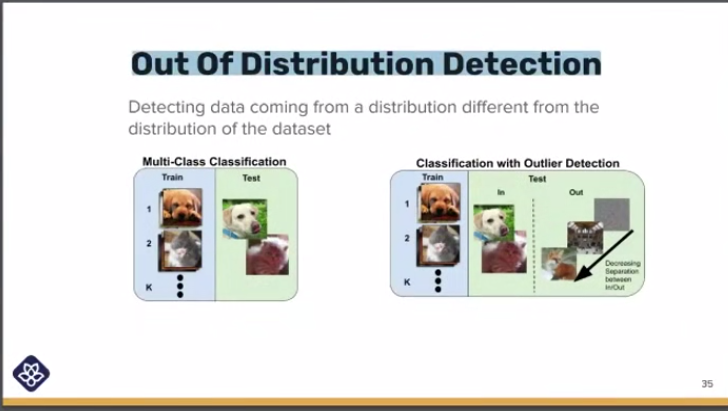 Out Of Distribution Detection
Detecting data coming from a distribution different from the
distribution of the dataset
Multi-Class Classification
Train
Test
1
2
K
Classification with Outlier Detection
Train
Test
In
Out
1
2
K
Decreasing
Separation
between
In/Out
35